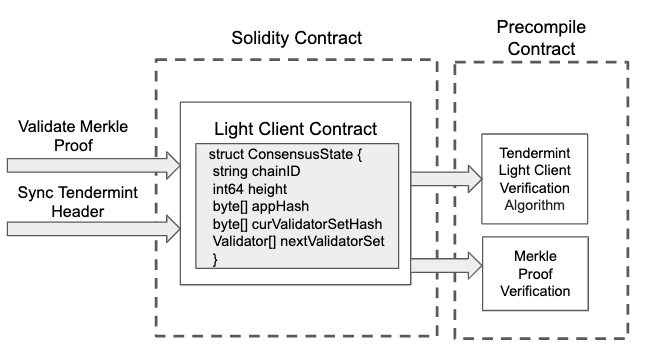 Solidity Contract
Precompile
Contract
Validate Merkle
Proof
Sync Tendermint
Header
Light Client Contract
struct ConsensusState {
string chainID
int64 height
byte[] appHash
byte[] curValidatorSetHash
Validator[] nextValidatorSet
}
Tendermint
Light Client
Verification
Algorithm
Merkle
Proof
Verification